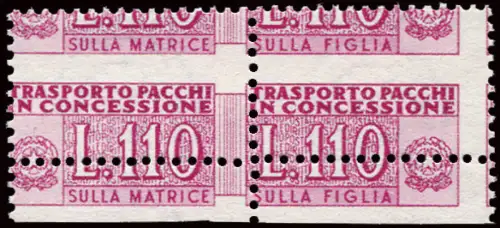 L. 110 L. 110
SULLA MATRICE SULLA FIGLIA
TRASPORTO PACCHI TRASPORTO PACCHI
IN CONCESSIONE IN CONCESSIONE
L. 110 L. 110
SULLA MATRICE SULLA FIGLIA